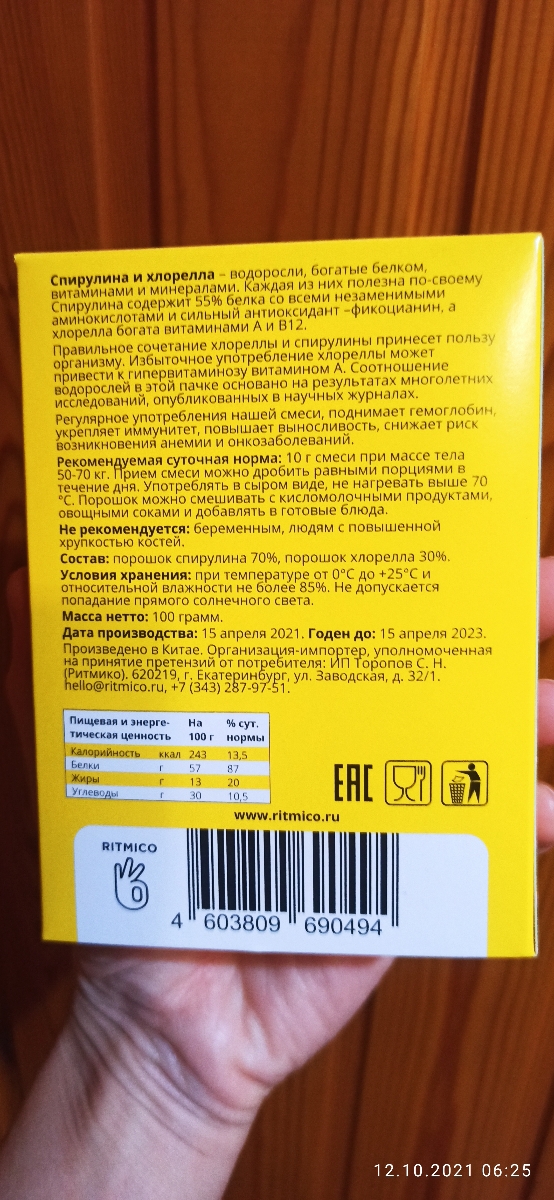 Спирулина и хлорелла – водоросли, богатые белком,
витаминами и минералами. Каждая из них полезна по-своему
Спирулина содержит 55% белка со всеми незаменимыми
аминокислотами и сильный антиоксидант –фикоцианин, а
хлорелла богата витаминами А и В12.
Правильное сочетание хлореллы и спирулины принесет пользу
организму. Избыточное употребление хлореллы может
привести к гипервитаминозу витамином А. Соотношение
водорослей в этой пачке основано на результатах многолетних
исследований, опубликованных в научных журналах.
Регулярное употребления нашей смеси, поднимает гемоглобин,
укрепляет иммунитет, повышает выносливость, снижает риск
возникновения анемии и онкозаболеваний.
Рекомендуемая суточная норма: 10 г смеси при массе тела
50-70 кг. Прием смеси можно дробить равными порциями в
течение дня. Употреблять в сыром виде, не нагревать выше 70
°С. Порошок можно смешивать с кисломолочными продуктами,
овощными соками и добавлять в готовые блюда.
Не рекомендуется: беременным, людям с повышенной
хрупкостью костей.
Состав: порошок спирулина 70%, порошок хлорелла 30%.
Условия хранения: при температуре от 0°С до +25°С и
относительной влажности не более 85%. Не допускается
попадание прямого солнечного света.
Масса нетто: 100 грамм.
Дата производства: 15 апреля 2021. Годен до: 15 апреля 2023.
Произведено в Китае. Организация-импортер, уполномоченная
на принятие претензий от потребителя: ИП Торопов С. Н.
(Ритмико). 620219, г. Екатеринбург, ул. Заводская, д. 32/1.
hello@ritmico.ru, +7 (343) 287-97-51.
Пищевая и энерге- На % сут.
тическая ценность 100 г нормы
Калорийность ккал 243 13,5
Белки г 57 87
Жиры г 13 20
Углеводы г 30 10,5
EAC
www.ritmico.ru
RITMICO
4 603809 690494
12.10.2021 06:25